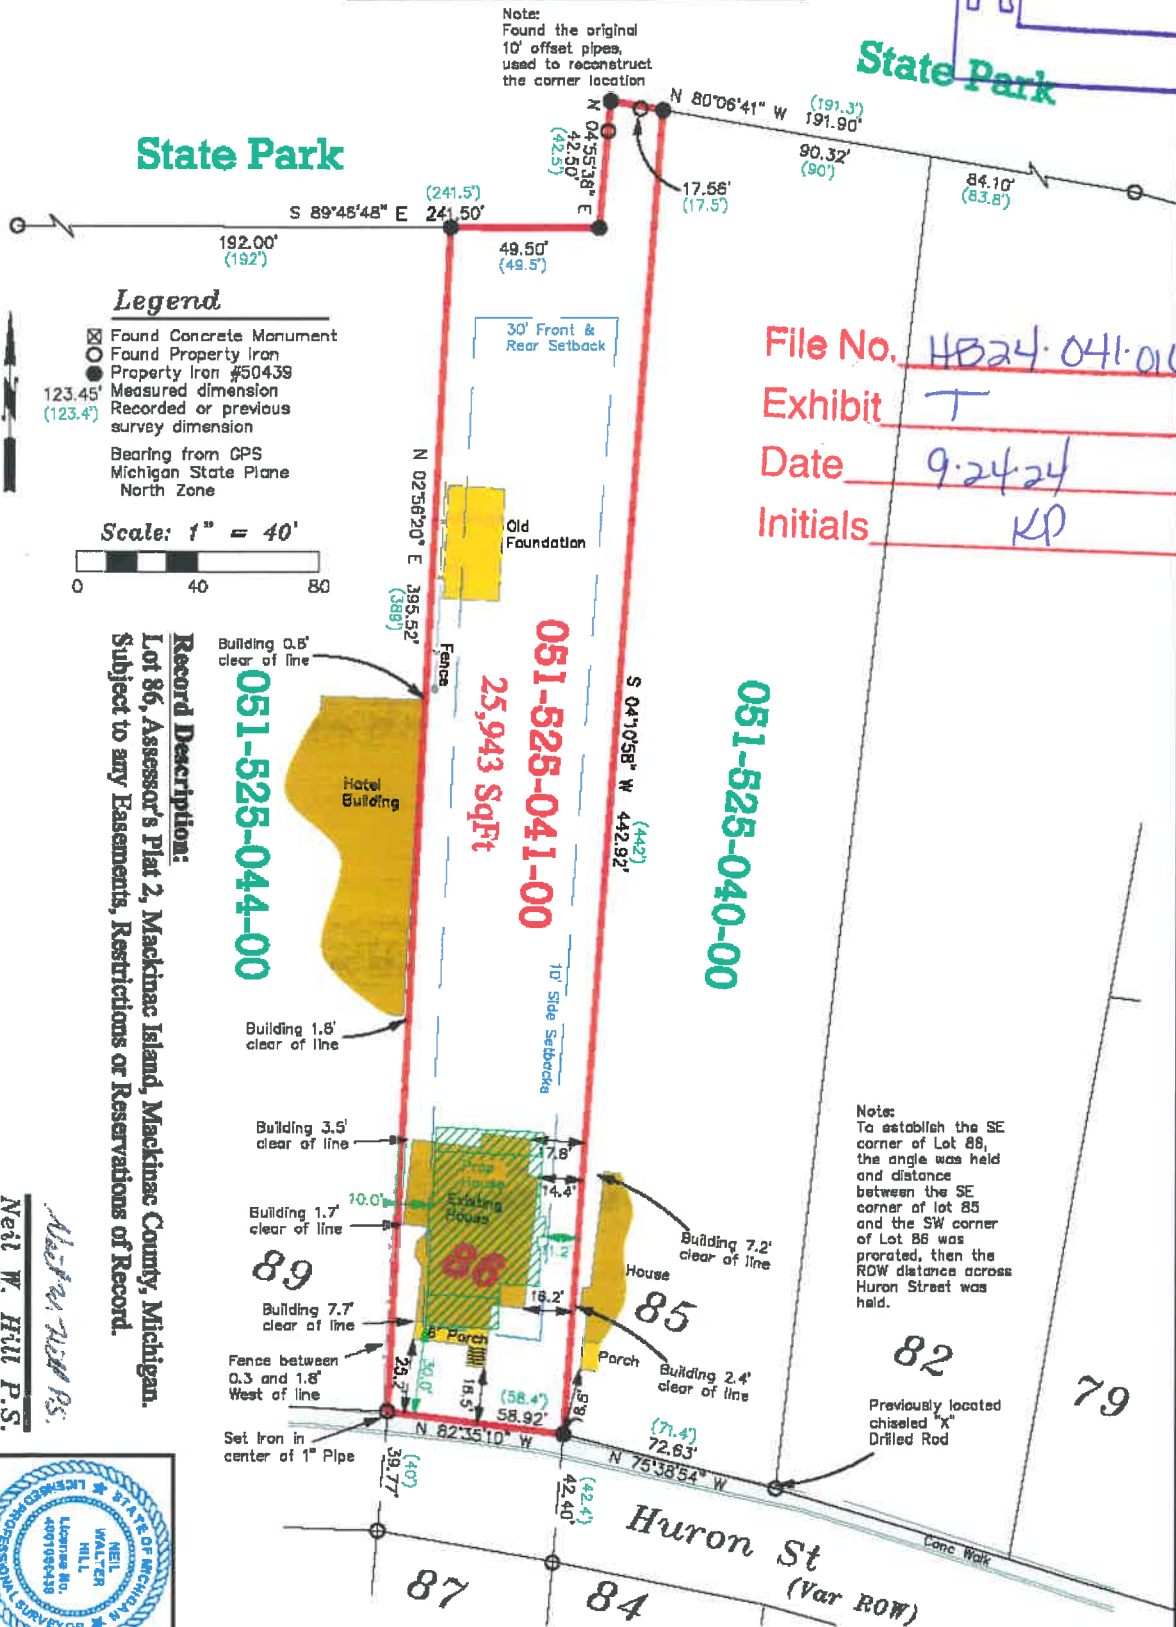 Note:
Found the original
10' offset pipes,
used to reconstruct
the corner location
State Park
State Park
N 80°06'41" W
(191.3')
191.90'
90.32'
(90')
84.10'
(83.8')
N 04°55'38" E
42.50'
(42.5')
17.56'
(17.5')
(241.5')
S 89°48'48" E 241.50'
192.00'
(192')
49.50'
(49.5')
Legend
Found Concrete Monument
Found Property Iron
Property Iron #50439
123.45' Measured dimension
(123.4') Recorded or previous
survey dimension
Bearing from GPS
Michigan State Plane
North Zone
Scale: 1" = 40'
0 40 80
30' Front &
Rear Setback
File No. HB24·041·016
Exhibit T
Date 9·24·24
Initials KP
N 02°56'20" E 395.52'
(389')
Old
Foundation
Fence
Building 0.8'
clear of line
051-525-044-00
Hotel
Building
051-525-041-00
25,943 SqFt
S 04°10'58" W 442.92'
(442')
051-525-040-00
Record Description:
Lot 86, Assessor's Plat 2, Mackinac Island, Mackinac County, Michigan.
Subject to any Easements, Restrictions or Reservations of Record.
10' Side Setbacks
Building 1.8'
clear of line
Building 3.5'
clear of line
10.0'
Building 1.7'
clear of line
89
Building 7.7'
clear of line
Fence between
0.3 and 1.8'
West of line
Set Iron in
center of 1" Pipe
Prop
House
Existing
House
86
17.8'
14.4'
11.2'
16.2'
6' Porch
25.7'
30.0'
18.5'
(58.4')
58.92'
N 82°35'10" W
Building 7.2'
clear of line
House
85
Porch
Building 2.4'
clear of line
9.8'
(71.4')
72.63'
N 75°38'54" W
Note:
To establish the SE
corner of Lot 86,
the angle was held
and distance
between the SE
corner of lot 85
and the SW corner
of Lot 86 was
prorated, then the
ROW distance across
Huron Street was
held.
82
79
Previously located
chiseled "X"
Drilled Rod
(40')
39.77'
(42.4')
42.40'
Huron St
(Var ROW)
Conc Walk
87
84
Neil W. Hill P.S.
Neil W. Hill P.S.
STATE OF MICHIGAN
NEIL
WALTER
HILL
License No.
4001050439
LICENSED PROFESSIONAL SURVEYOR